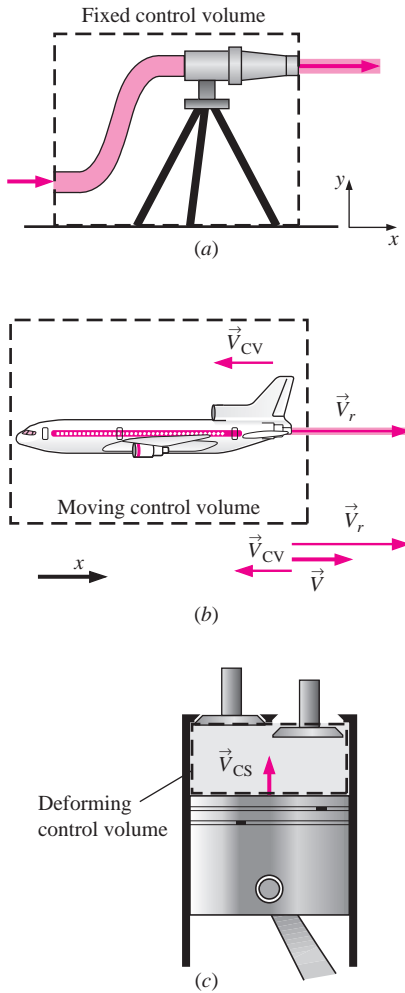 Fixed control volume
y
x
(a)
V⃗CV
V⃗r
Moving control volume
V⃗r
V⃗CV
x
V⃗
(b)
V⃗CS
Deforming
control volume
(c)